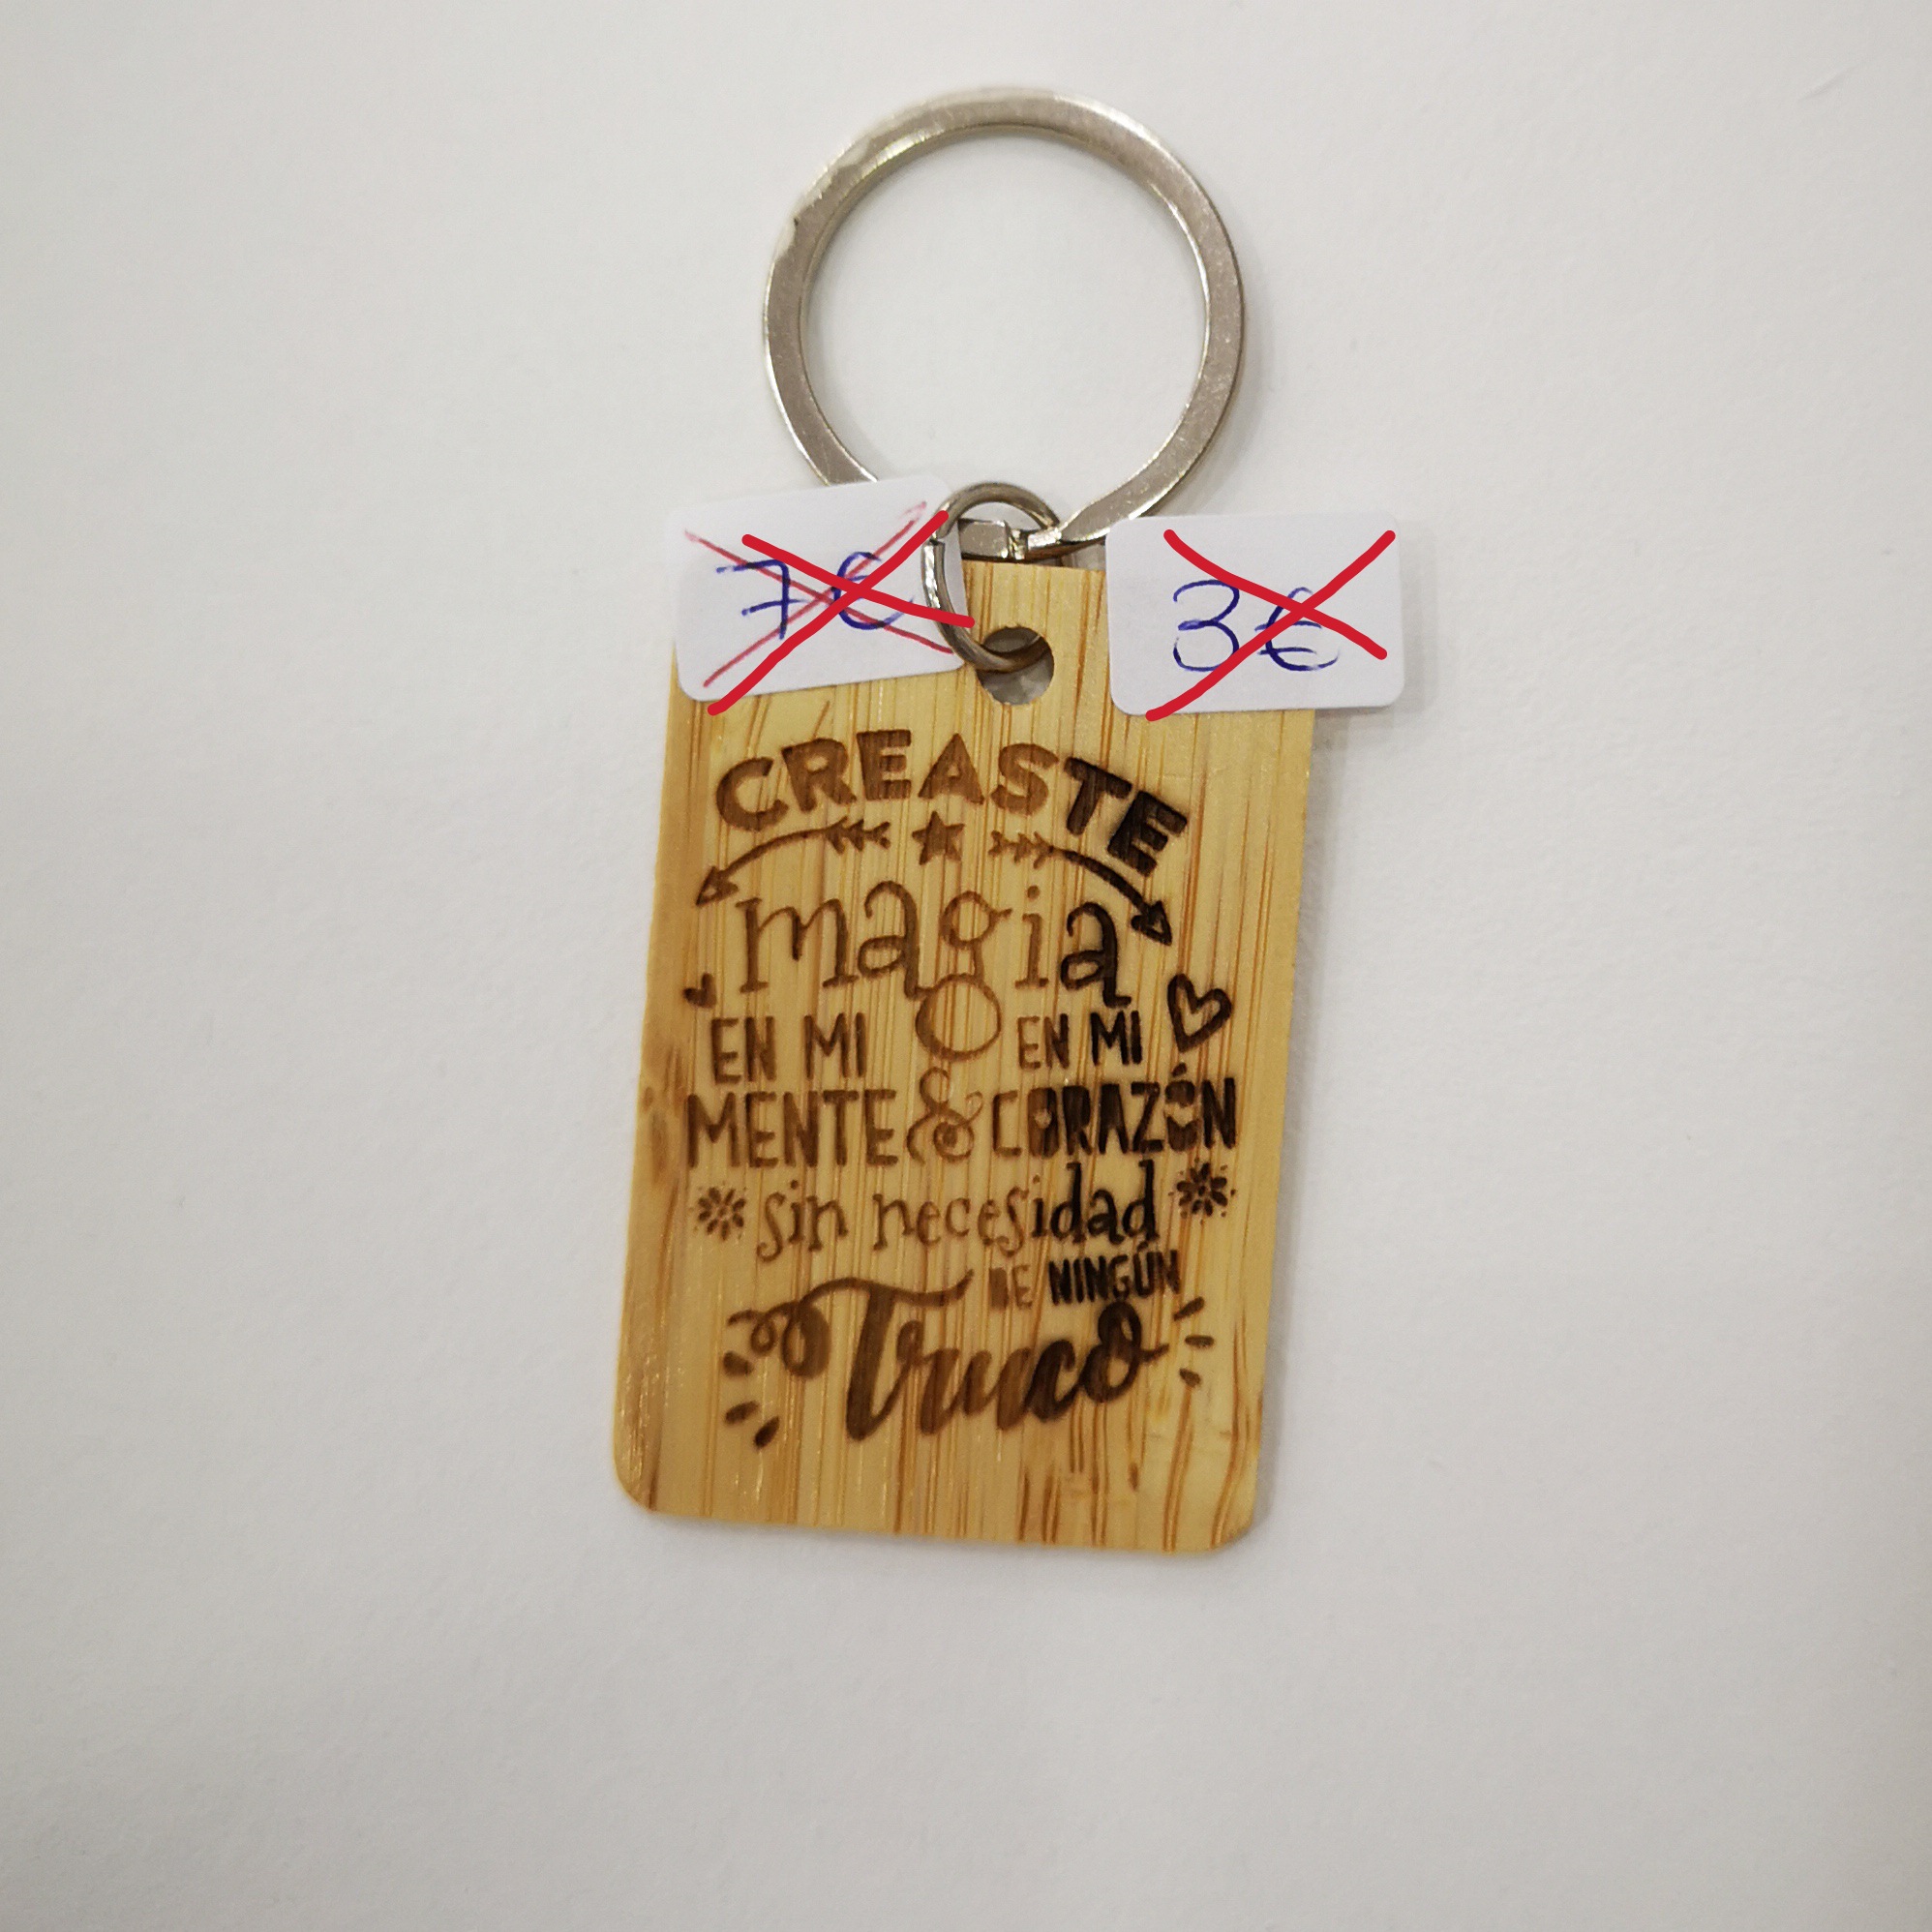 7€ 3€
CREASTE
magia
EN MI EN MI
MENTE & CORAZÓN
sin necesidad
DE NINGÚN
Truco